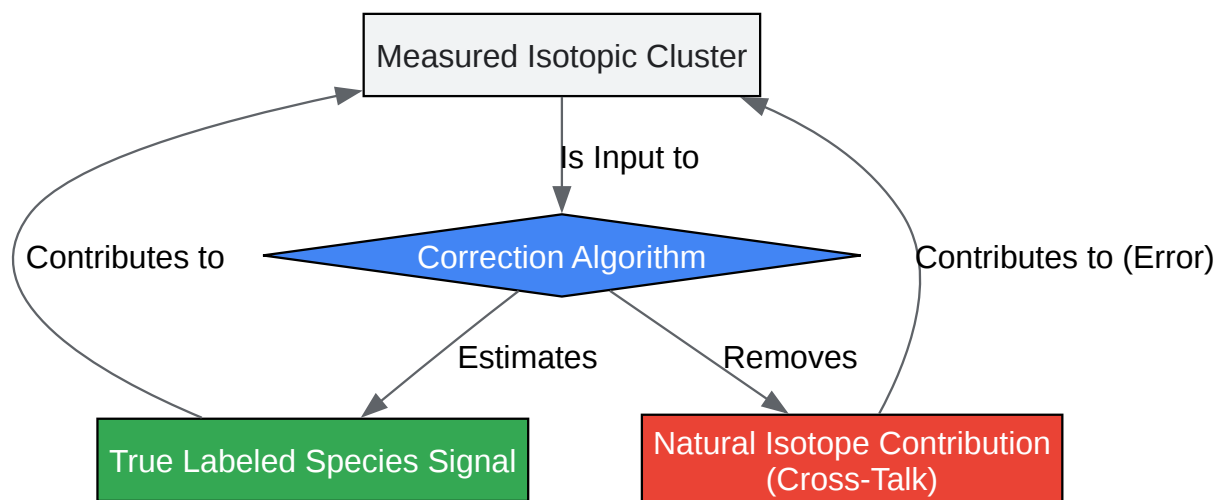 Measured Isotopic Cluster
Is Input to
Contributes to
Correction Algorithm
Contributes to (Error)
Estimates
Removes
True Labeled Species Signal
Natural Isotope Contribution
(Cross-Talk)